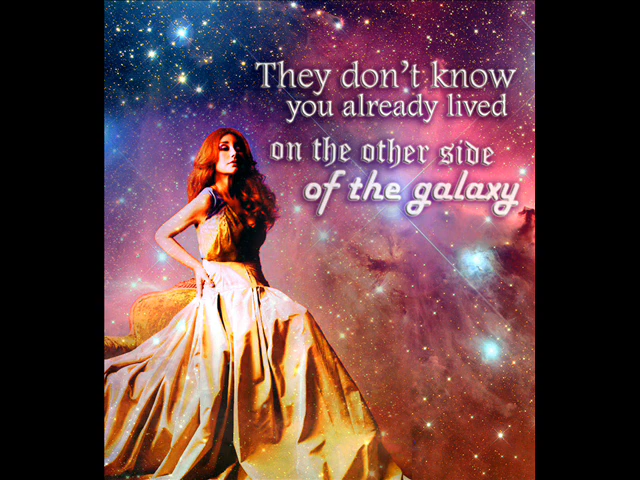 They don't know
you already lived
on the other side
of the galaxy